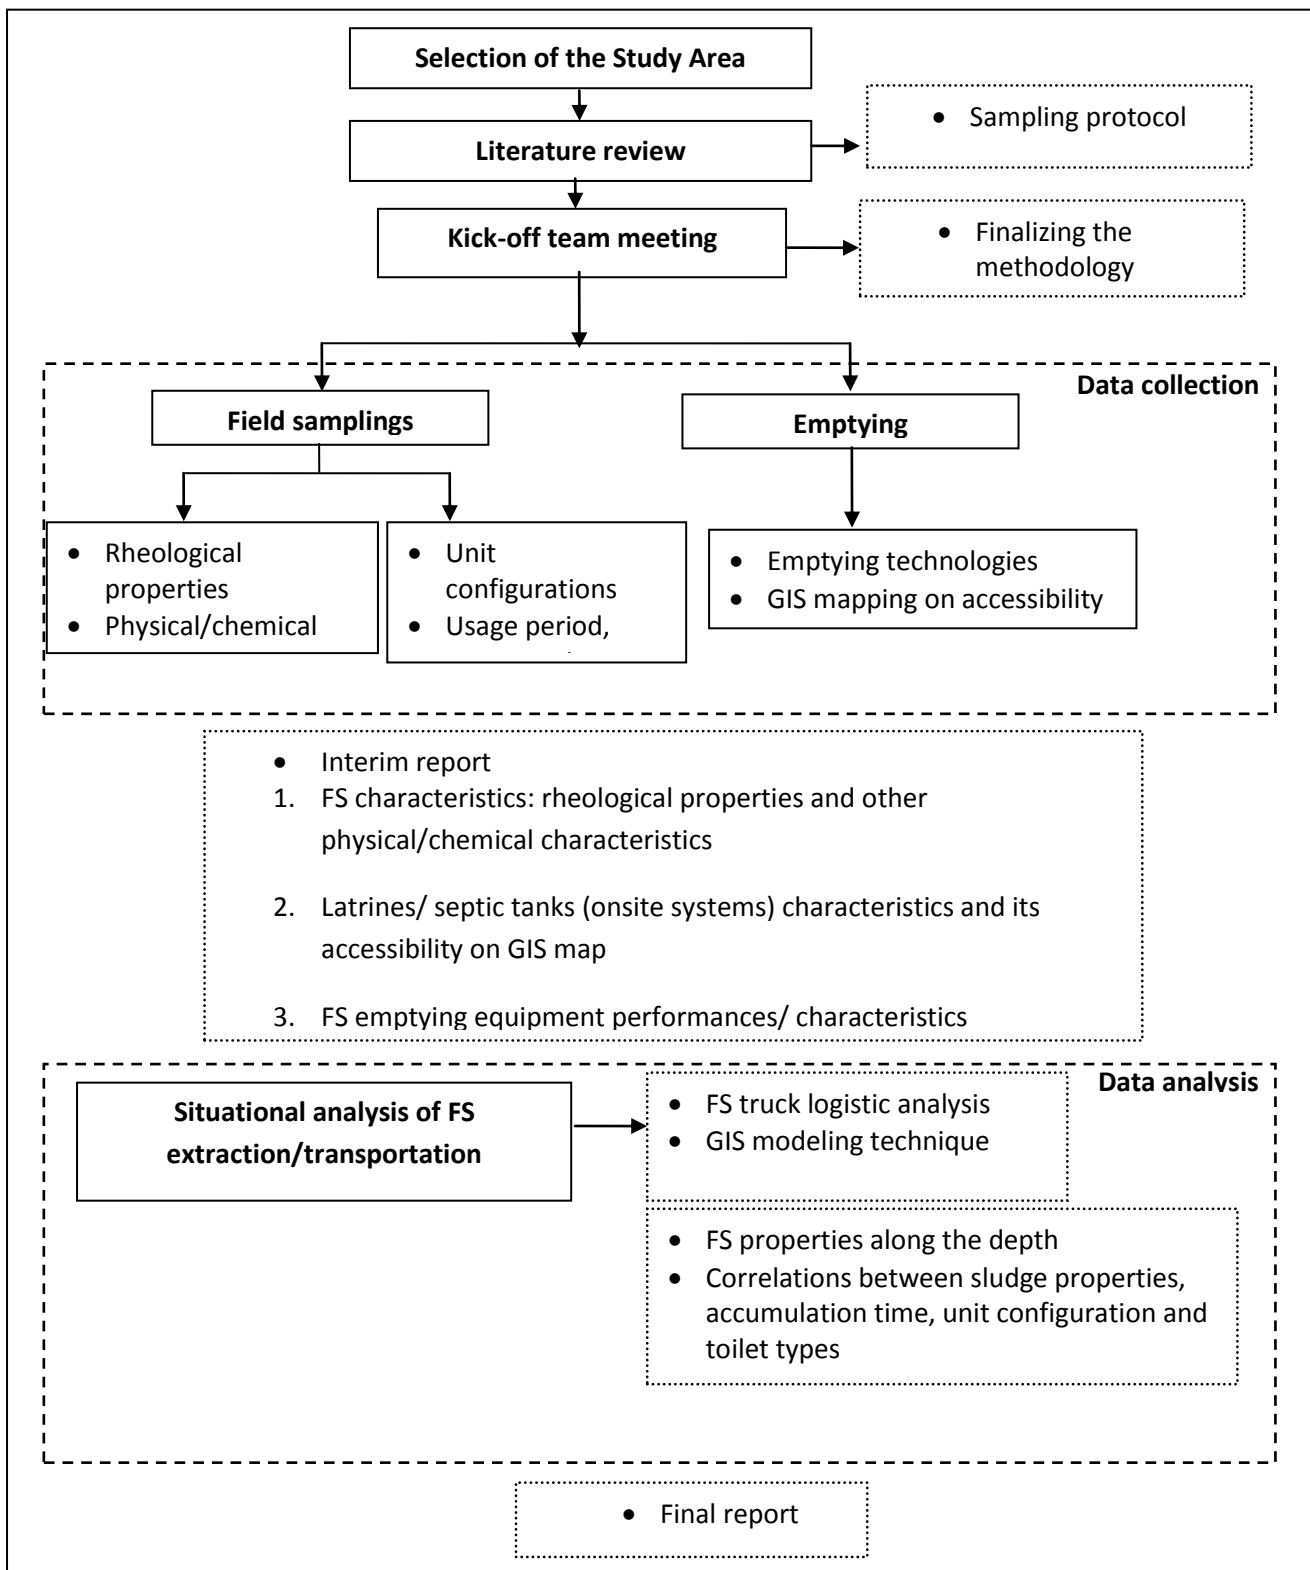 Selection of the Study Area
• Sampling protocol
Literature review
Kick-off team meeting
• Finalizing the
methodology
Data collection
Field samplings
Emptying
• Rheological
properties
• Physical/chemical
• Unit
configurations
• Usage period,
• Emptying technologies
• GIS mapping on accessibility
• Interim report
1. FS characteristics: rheological properties and other
physical/chemical characteristics
2. Latrines/ septic tanks (onsite systems) characteristics and its
accessibility on GIS map
3. FS emptying equipment performances/ characteristics
Data analysis
Situational analysis of FS
extraction/transportation
• FS truck logistic analysis
• GIS modeling technique
• FS properties along the depth
• Correlations between sludge properties,
accumulation time, unit configuration and
toilet types
• Final report